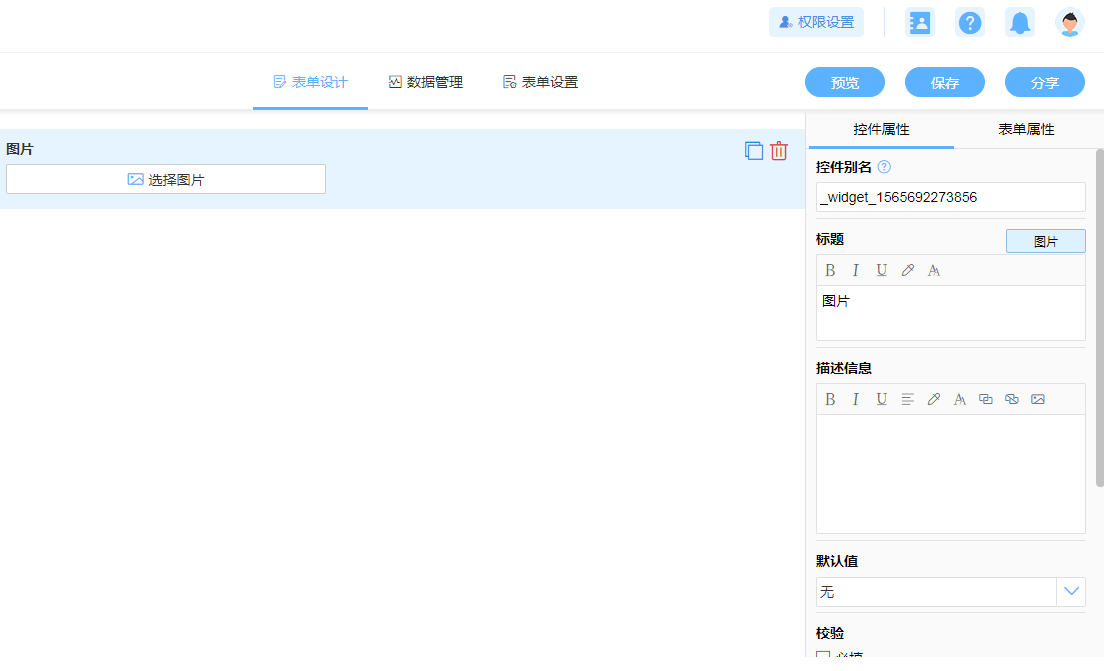 权限设置
表单设计 数据管理 表单设置
预览 保存 分享
图片
选择图片
控件属性 表单属性
控件别名
_widget_1565692273856
标题 图片
图片
描述信息
默认值
无
校验
必填